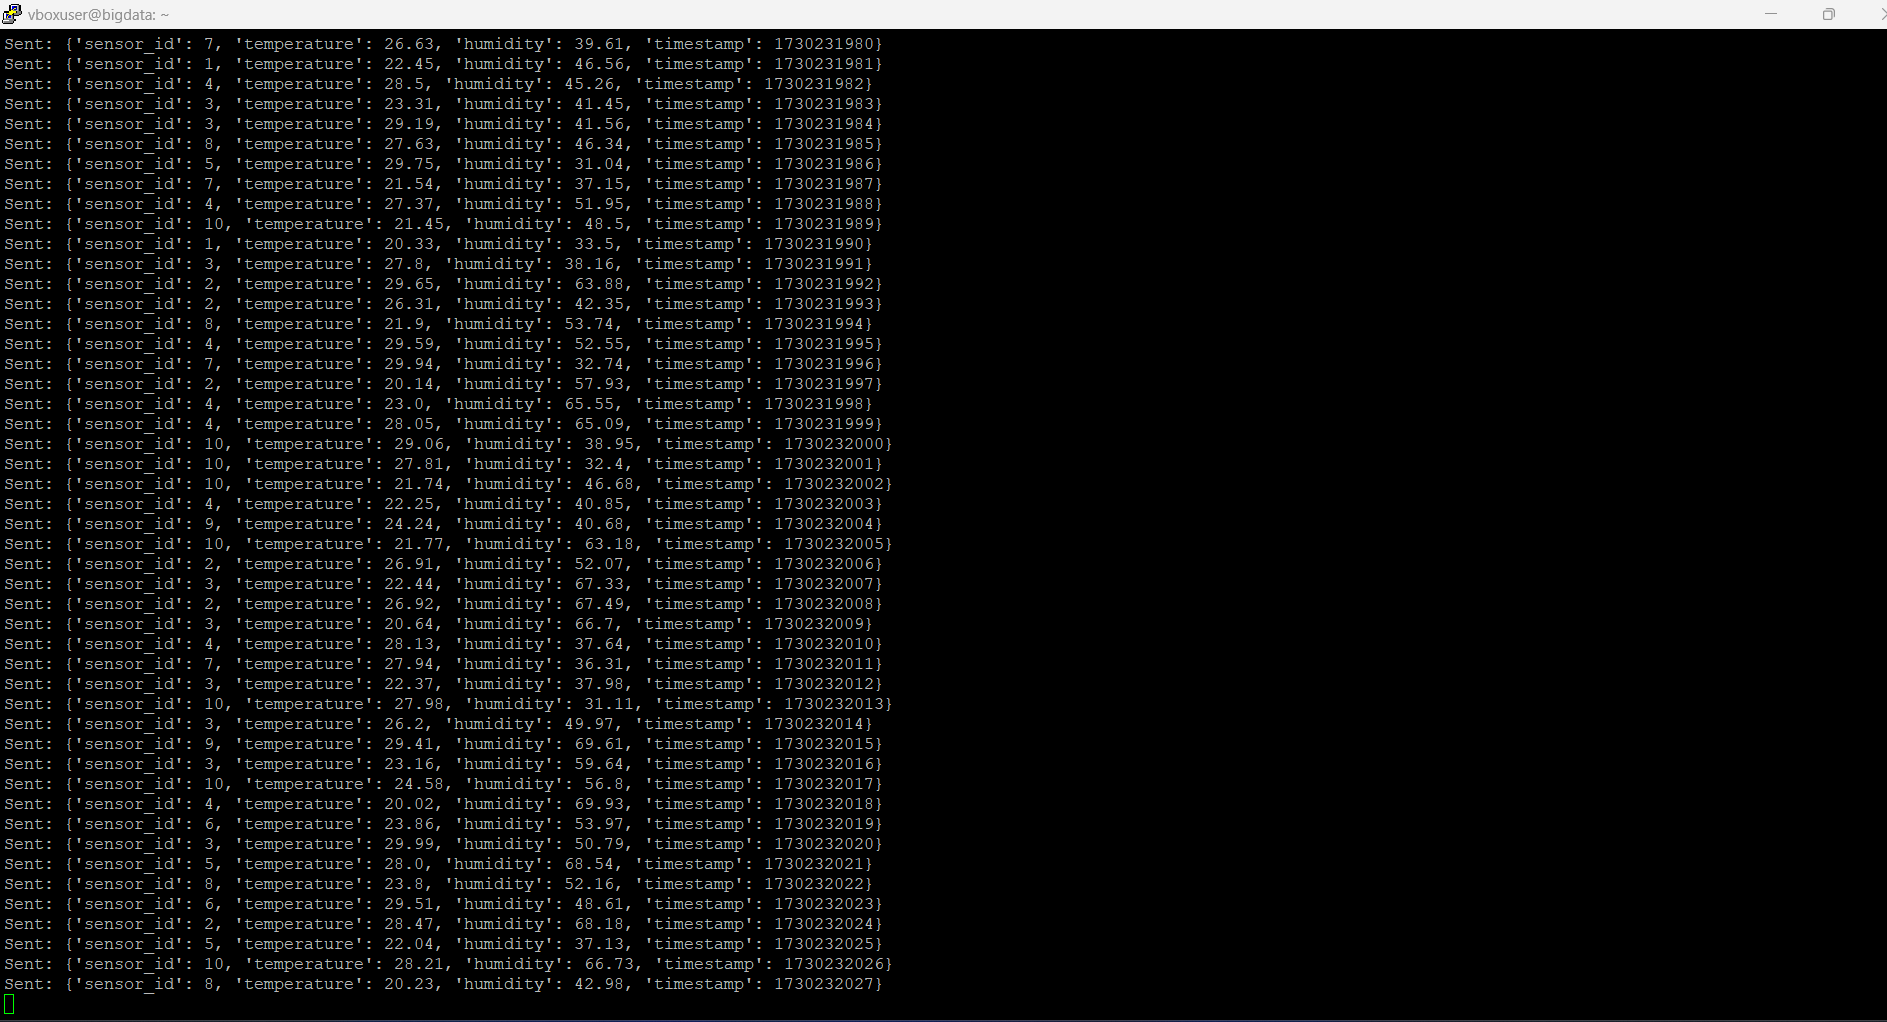 vboxuser@bigdata: ~
Sent: {'sensor_id': 7, 'temperature': 26.63, 'humidity': 39.61, 'timestamp': 1730231980}
Sent: {'sensor_id': 1, 'temperature': 22.45, 'humidity': 46.56, 'timestamp': 1730231981}
Sent: {'sensor_id': 4, 'temperature': 28.5, 'humidity': 45.26, 'timestamp': 1730231982}
Sent: {'sensor_id': 3, 'temperature': 23.31, 'humidity': 41.45, 'timestamp': 1730231983}
Sent: {'sensor_id': 3, 'temperature': 29.19, 'humidity': 41.56, 'timestamp': 1730231984}
Sent: {'sensor_id': 8, 'temperature': 27.63, 'humidity': 46.34, 'timestamp': 1730231985}
Sent: {'sensor_id': 5, 'temperature': 29.75, 'humidity': 31.04, 'timestamp': 1730231986}
Sent: {'sensor_id': 7, 'temperature': 21.54, 'humidity': 37.15, 'timestamp': 1730231987}
Sent: {'sensor_id': 4, 'temperature': 27.37, 'humidity': 51.95, 'timestamp': 1730231988}
Sent: {'sensor_id': 10, 'temperature': 21.45, 'humidity': 48.5, 'timestamp': 1730231989}
Sent: {'sensor_id': 1, 'temperature': 20.33, 'humidity': 33.5, 'timestamp': 1730231990}
Sent: {'sensor_id': 3, 'temperature': 27.8, 'humidity': 38.16, 'timestamp': 1730231991}
Sent: {'sensor_id': 2, 'temperature': 29.65, 'humidity': 63.88, 'timestamp': 1730231992}
Sent: {'sensor_id': 2, 'temperature': 26.31, 'humidity': 42.35, 'timestamp': 1730231993}
Sent: {'sensor_id': 8, 'temperature': 21.9, 'humidity': 53.74, 'timestamp': 1730231994}
Sent: {'sensor_id': 4, 'temperature': 29.59, 'humidity': 52.55, 'timestamp': 1730231995}
Sent: {'sensor_id': 7, 'temperature': 29.94, 'humidity': 32.74, 'timestamp': 1730231996}
Sent: {'sensor_id': 2, 'temperature': 20.14, 'humidity': 57.93, 'timestamp': 1730231997}
Sent: {'sensor_id': 4, 'temperature': 23.0, 'humidity': 65.55, 'timestamp': 1730231998}
Sent: {'sensor_id': 4, 'temperature': 28.05, 'humidity': 65.09, 'timestamp': 1730231999}
Sent: {'sensor_id': 10, 'temperature': 29.06, 'humidity': 38.95, 'timestamp': 1730232000}
Sent: {'sensor_id': 10, 'temperature': 27.81, 'humidity': 32.4, 'timestamp': 1730232001}
Sent: {'sensor_id': 10, 'temperature': 21.74, 'humidity': 46.68, 'timestamp': 1730232002}
Sent: {'sensor_id': 4, 'temperature': 22.25, 'humidity': 40.85, 'timestamp': 1730232003}
Sent: {'sensor_id': 9, 'temperature': 24.24, 'humidity': 40.68, 'timestamp': 1730232004}
Sent: {'sensor_id': 10, 'temperature': 21.77, 'humidity': 63.18, 'timestamp': 1730232005}
Sent: {'sensor_id': 2, 'temperature': 26.91, 'humidity': 52.07, 'timestamp': 1730232006}
Sent: {'sensor_id': 3, 'temperature': 22.44, 'humidity': 67.33, 'timestamp': 1730232007}
Sent: {'sensor_id': 2, 'temperature': 26.92, 'humidity': 67.49, 'timestamp': 1730232008}
Sent: {'sensor_id': 3, 'temperature': 20.64, 'humidity': 66.7, 'timestamp': 1730232009}
Sent: {'sensor_id': 4, 'temperature': 28.13, 'humidity': 37.64, 'timestamp': 1730232010}
Sent: {'sensor_id': 7, 'temperature': 27.94, 'humidity': 36.31, 'timestamp': 1730232011}
Sent: {'sensor_id': 3, 'temperature': 22.37, 'humidity': 37.98, 'timestamp': 1730232012}
Sent: {'sensor_id': 10, 'temperature': 27.98, 'humidity': 31.11, 'timestamp': 1730232013}
Sent: {'sensor_id': 3, 'temperature': 26.2, 'humidity': 49.97, 'timestamp': 1730232014}
Sent: {'sensor_id': 9, 'temperature': 29.41, 'humidity': 69.61, 'timestamp': 1730232015}
Sent: {'sensor_id': 3, 'temperature': 23.16, 'humidity': 59.64, 'timestamp': 1730232016}
Sent: {'sensor_id': 10, 'temperature': 24.58, 'humidity': 56.8, 'timestamp': 1730232017}
Sent: {'sensor_id': 4, 'temperature': 20.02, 'humidity': 69.93, 'timestamp': 1730232018}
Sent: {'sensor_id': 6, 'temperature': 23.86, 'humidity': 53.97, 'timestamp': 1730232019}
Sent: {'sensor_id': 3, 'temperature': 29.99, 'humidity': 50.79, 'timestamp': 1730232020}
Sent: {'sensor_id': 5, 'temperature': 28.0, 'humidity': 68.54, 'timestamp': 1730232021}
Sent: {'sensor_id': 8, 'temperature': 23.8, 'humidity': 52.16, 'timestamp': 1730232022}
Sent: {'sensor_id': 6, 'temperature': 29.51, 'humidity': 48.61, 'timestamp': 1730232023}
Sent: {'sensor_id': 2, 'temperature': 28.47, 'humidity': 68.18, 'timestamp': 1730232024}
Sent: {'sensor_id': 5, 'temperature': 22.04, 'humidity': 37.13, 'timestamp': 1730232025}
Sent: {'sensor_id': 10, 'temperature': 28.21, 'humidity': 66.73, 'timestamp': 1730232026}
Sent: {'sensor_id': 8, 'temperature': 20.23, 'humidity': 42.98, 'timestamp': 1730232027}